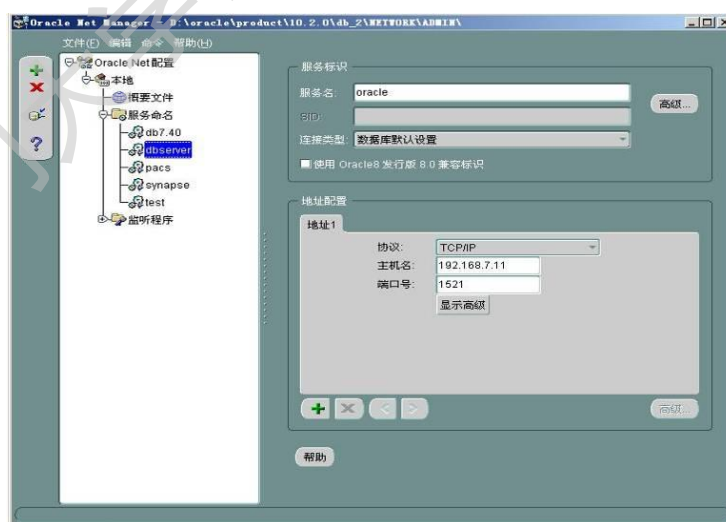 Oracle Net Manager - D:\oracle\product\10.2.0\db_2\NETWORK\ADMIN\
文件(F) 编辑 命令 帮助(H)
Oracle Net 配置
本地
概要文件
服务命名
db7.40
dbserver
pacs
synapse
test
监听程序
服务标识
服务名: oracle
高级...
SID:
连接类型: 数据库默认设置
使用 Oracle8 发行版 8.0 兼容标识
地址配置
地址1
协议: TCP/IP
主机名: 192.168.7.11
端口号: 1521
显示高级
高级...
帮助